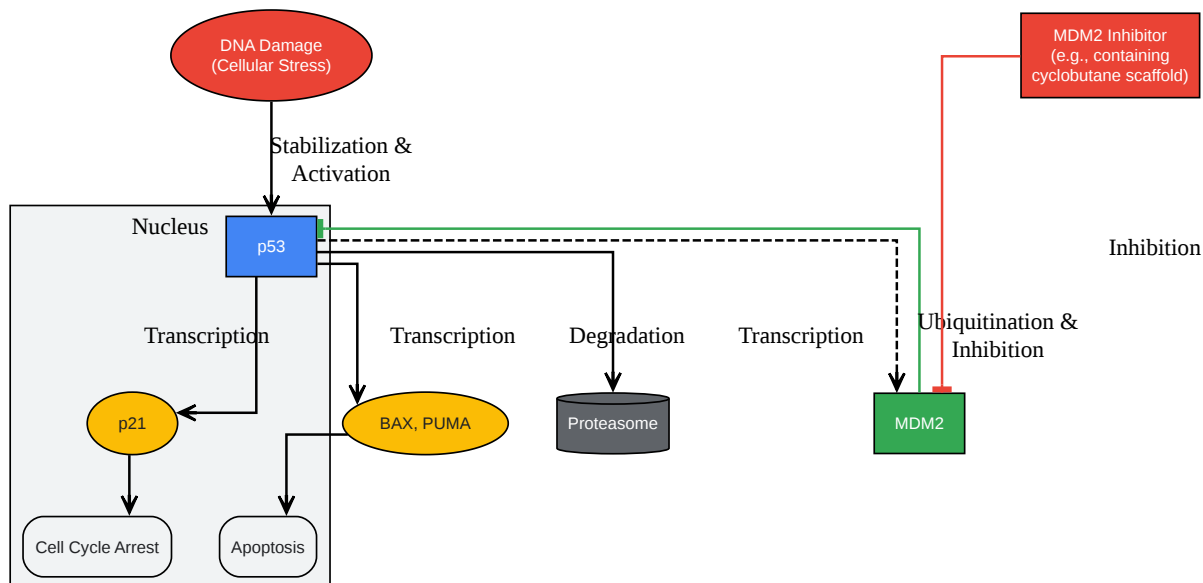 DNA Damage
(Cellular Stress)
MDM2 Inhibitor
(e.g., containing
cyclobutane scaffold)
Stabilization &
Activation
Nucleus
p53
Inhibition
Transcription
Transcription
Degradation
Transcription
Ubiquitination &
Inhibition
p21
BAX, PUMA
Proteasome
MDM2
Cell Cycle Arrest
Apoptosis